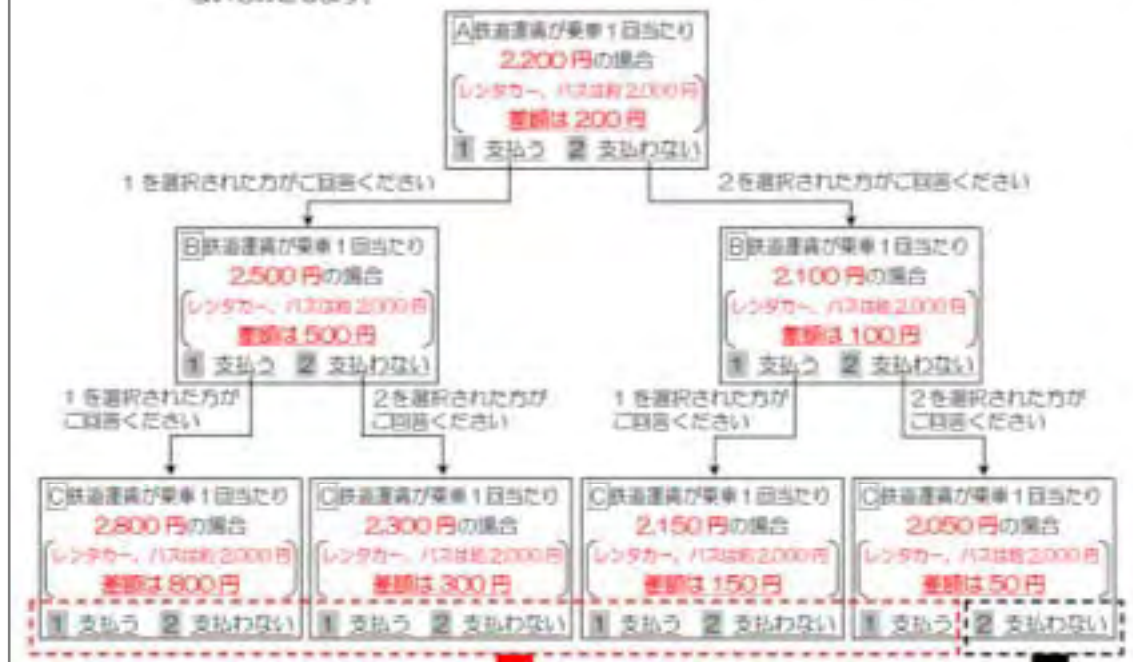 A鉄道運賃が乗車1回当たり
2,200円の場合
レンタカー、バスは約2,000円
差額は200円
1 支払う 2 支払わない
1を選択された方がご回答ください
2を選択された方がご回答ください
B鉄道運賃が乗車1回当たり
2,500円の場合
レンタカー、バスは約2,000円
差額は500円
1 支払う 2 支払わない
B鉄道運賃が乗車1回当たり
2,100円の場合
レンタカー、バスは約2,000円
差額は100円
1 支払う 2 支払わない
1を選択された方が
ご回答ください
2を選択された方が
ご回答ください
1を選択された方が
ご回答ください
2を選択された方が
ご回答ください
C鉄道運賃が乗車1回当たり
2,800円の場合
レンタカー、バスは約2,000円
差額は800円
1 支払う 2 支払わない
C鉄道運賃が乗車1回当たり
2,300円の場合
レンタカー、バスは約2,000円
差額は300円
1 支払う 2 支払わない
C鉄道運賃が乗車1回当たり
2,150円の場合
レンタカー、バスは約2,000円
差額は150円
1 支払う 2 支払わない
C鉄道運賃が乗車1回当たり
2,050円の場合
レンタカー、バスは約2,000円
差額は50円
1 支払う 2 支払わない